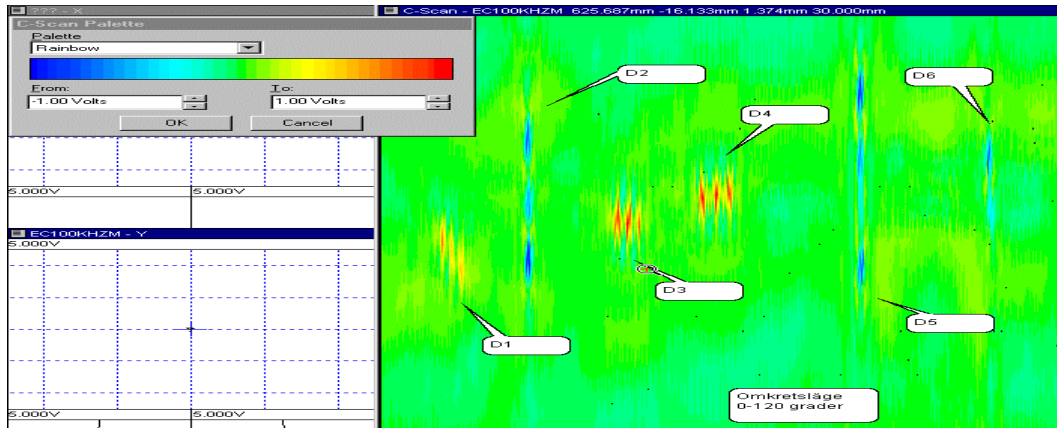 ??? - X
C-Scan Palette
Palette
Rainbow
From:
To:
-1.00 Volts
1.00 Volts
OK
Cancel
5.000V
5.000V
EC100KHZM - Y
5.000V
5.000V
5.000V
C-Scan - EC100KHZM 625.687mm -16.133mm 1.374mm 30.000mm
D2
D6
D4
D3
D5
D1
Omkretsläge
0-120 grader